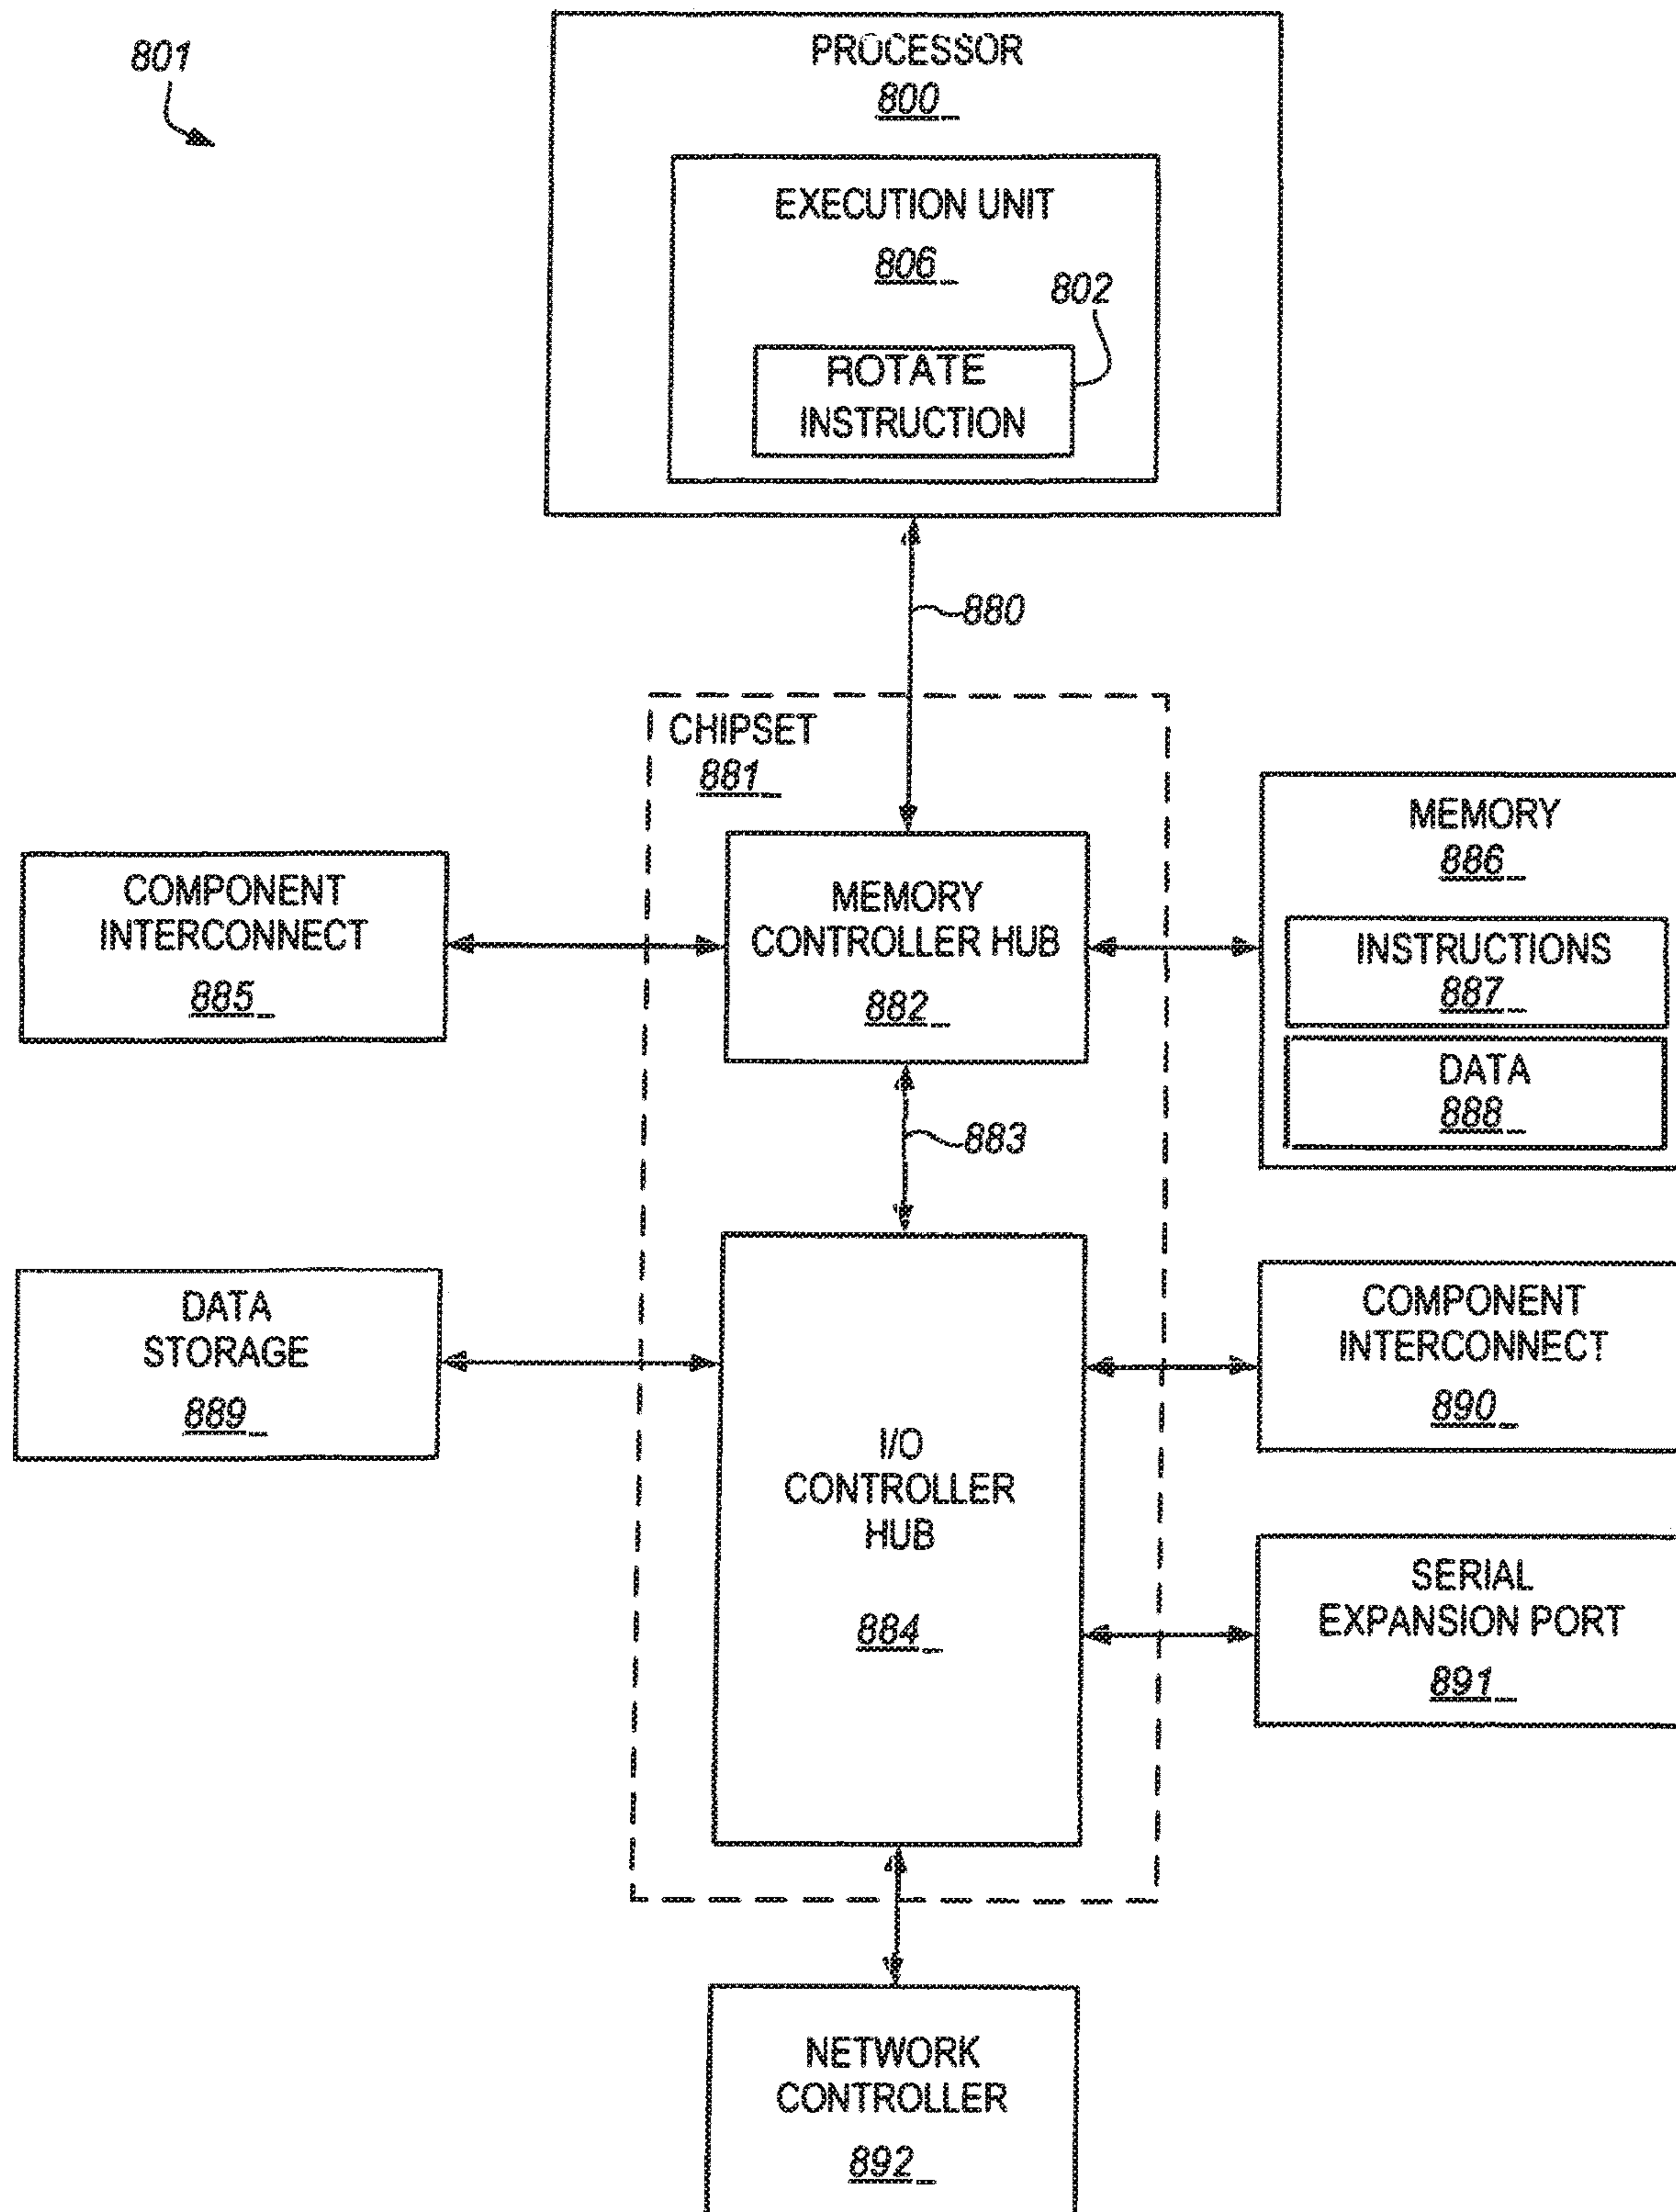 801
PROCESSOR
800
EXECUTION UNIT
806
802
ROTATE
INSTRUCTION
880
CHIPSET
881
COMPONENT
INTERCONNECT
885
MEMORY
CONTROLLER HUB
882
MEMORY
886
INSTRUCTIONS
887
DATA
888
883
DATA
STORAGE
889
I/O
CONTROLLER
HUB
884
COMPONENT
INTERCONNECT
890
SERIAL
EXPANSION PORT
891
NETWORK
CONTROLLER
892